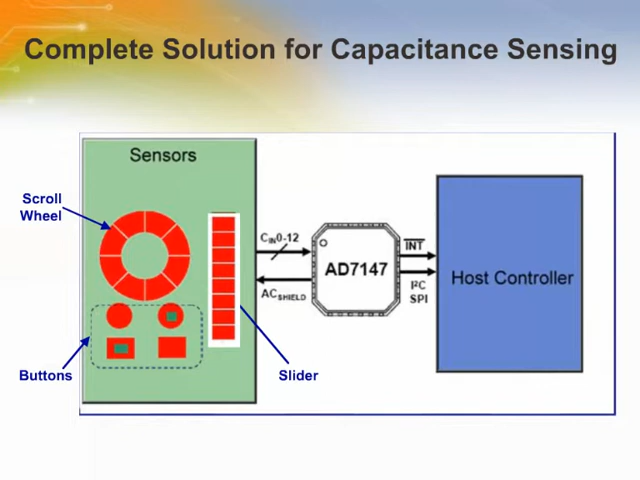 Complete Solution for Capacitance Sensing
Sensors
Scroll
Wheel
CIN0-12
INT
AD7147
Host Controller
ACSHIELD
I²C
SPI
Buttons
Slider